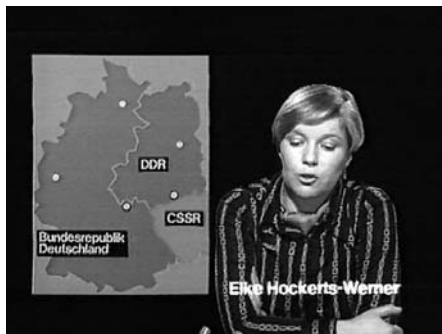 DDR
CSSR
Bundesrepublik
Deutschland
Elke Hockerts-Werner